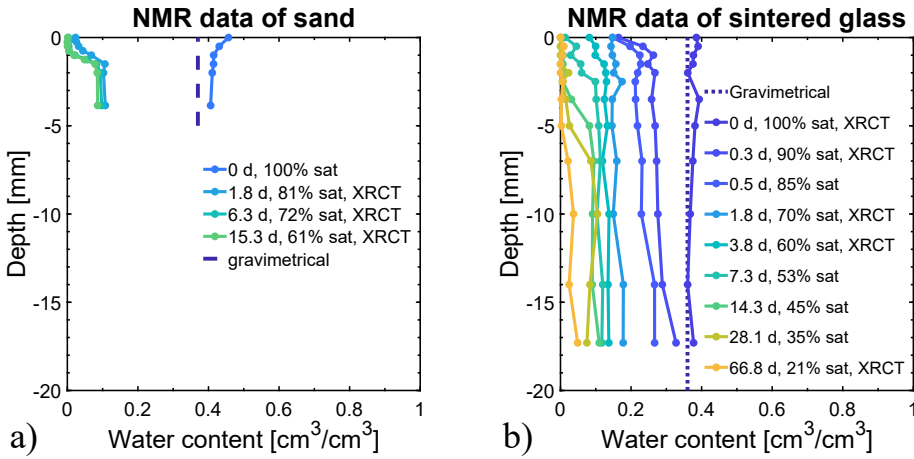 NMR data of sand
0
-5
-10
-15
-20
Depth [mm]
0 d, 100% sat
1.8 d, 81% sat, XRCT
6.3 d, 72% sat, XRCT
15.3 d, 61% sat, XRCT
gravimetrical
0 0.2 0.4 0.6 0.8 1
Water content [cm³/cm³]
a)
NMR data of sintered glass
0
-5
-10
-15
-20
Depth [mm]
Gravimetrical
0 d, 100% sat, XRCT
0.3 d, 90% sat, XRCT
0.5 d, 85% sat
1.8 d, 70% sat, XRCT
3.8 d, 60% sat, XRCT
7.3 d, 53% sat
14.3 d, 45% sat
28.1 d, 35% sat
66.8 d, 21% sat, XRCT
0 0.2 0.4 0.6 0.8 1
Water content [cm³/cm³]
b)